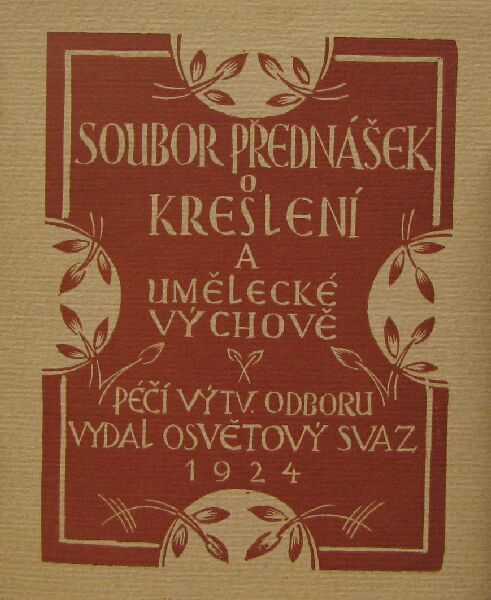 SOUBOR PŘEDNÁŠEK
O
KRESLENÍ
A
UMĚLECKÉ
VÝCHOVĚ
PÉČÍ VÝTV. ODBORU
VYDAL OSVĚTOVÝ SVAZ
1924